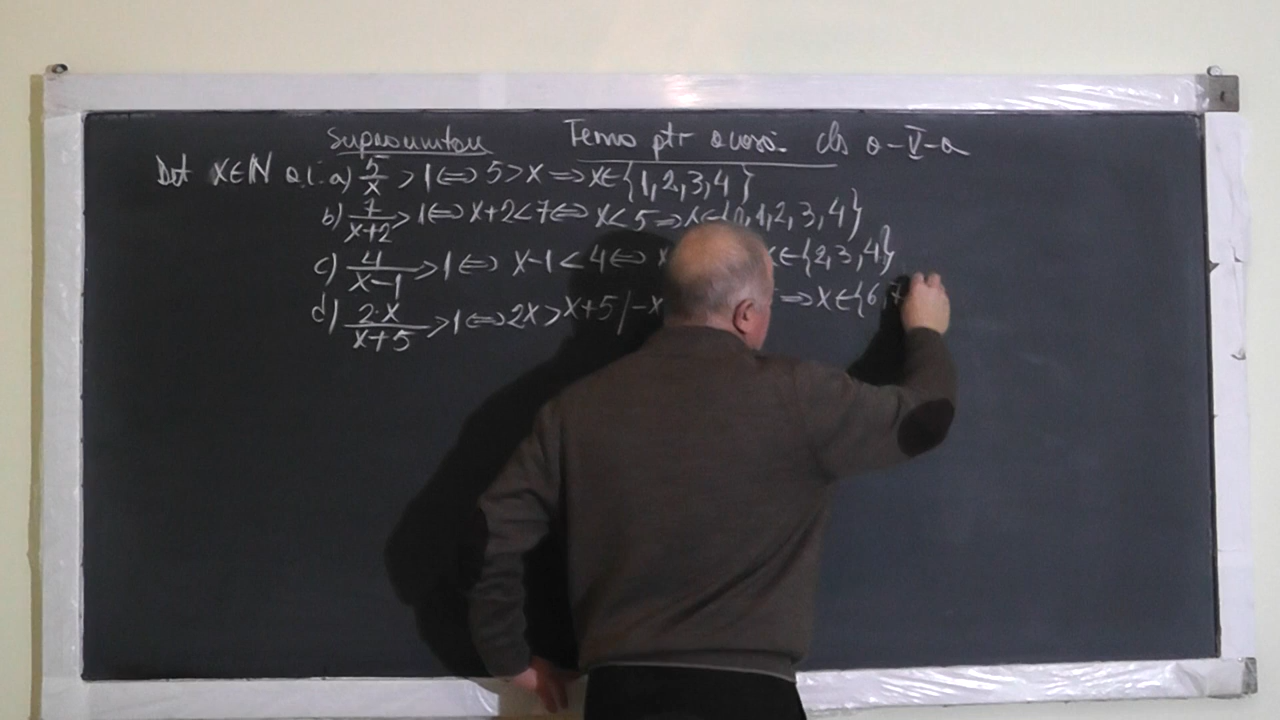 Supraunitare Tema ptr acasă cls a-V-a
Det x∈ℕ a.î. a) 5/x > 1 ⇔ 5 > x ⇒ x∈{1,2,3,4}
b) 7/(x+2) > 1 ⇔ x+2 < 7 ⇔ x < 5 ⇒ x∈{0,1,2,3,4}
c) 4/(x-1) > 1 ⇔ x-1 < 4 ⇔ x ∈{2,3,4}
d) 2·x/(x+5) > 1 ⇔ 2x > x+5 /-x ⇒ x∈{6,7